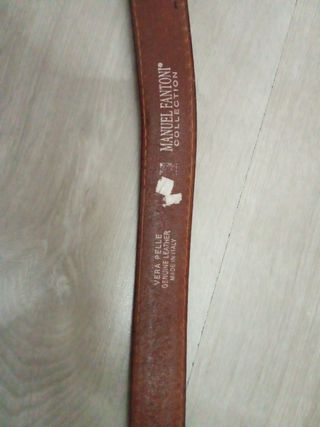 MANUEL FANTONI®
COLLECTION
VERA PELLE
GENUINE LEATHER
MADE IN ITALY